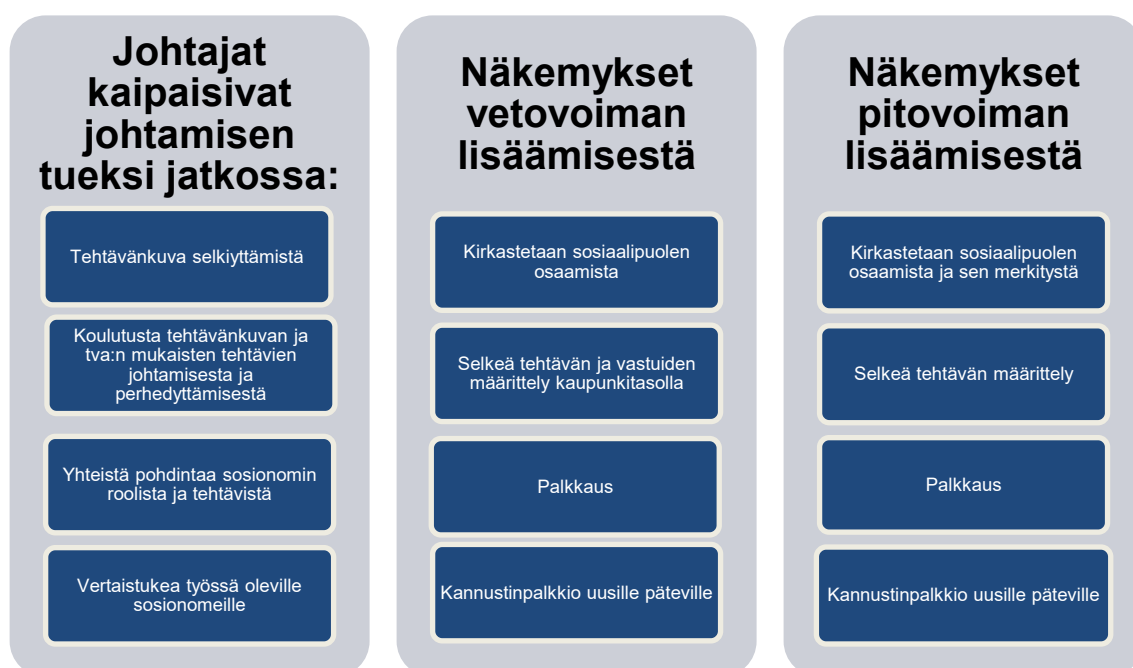 Johtajat
kaipaisivat
johtamisen
tueksi jatkossa:
Tehtävänkuva selkiyttämistä
Koulutusta tehtävänkuvan ja
tva:n mukaisten tehtävien
johtamisesta ja
perhedyttämisestä
Yhteistä pohdintaa sosionomin
roolista ja tehtävistä
Vertaistukea työssä oleville
sosionomeille
Näkemykset
vetovoiman
lisäämisestä
Kirkastetaan sosiaalipuolen
osaamista
Selkeä tehtävän ja vastuiden
määrittely kaupunkitasolla
Palkkaus
Kannustinpalkkio uusille päteville
Näkemykset
pitovoiman
lisäämisestä
Kirkastetaan sosiaalipuolen
osaamista ja sen merkitystä
Selkeä tehtävän määrittely
Palkkaus
Kannustinpalkkio uusille päteville